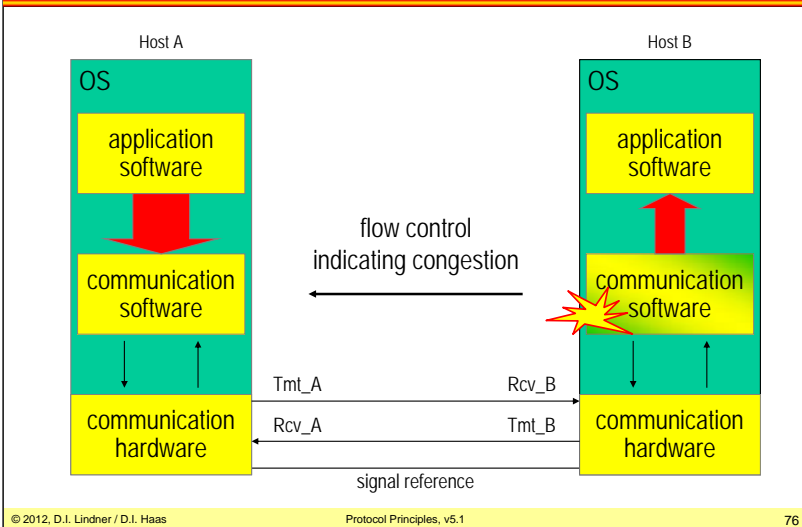 Host A
Host B
OS
OS
application
software
application
software
flow control
indicating congestion
communication
software
communication
software
Tmt_A
Rcv_B
communication
hardware
Rcv_A
Tmt_B
communication
hardware
signal reference
© 2012, D.I. Lindner / D.I. Haas
Protocol Principles, v5.1
76